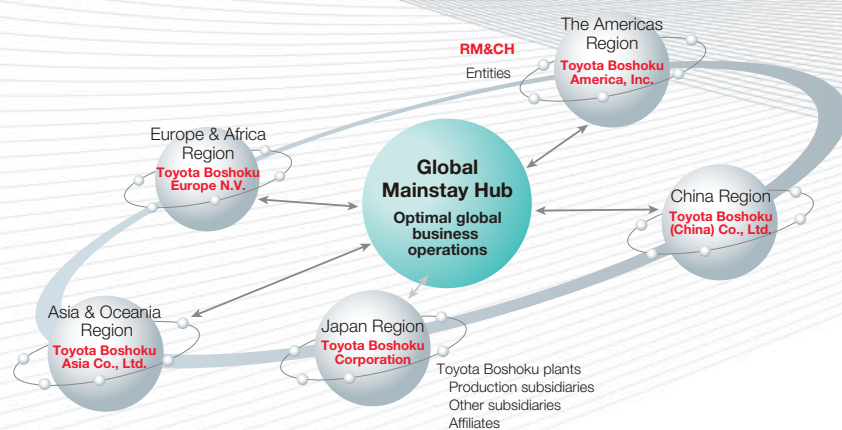 The Americas
Region
Toyota Boshoku
America, Inc.
RM&CH
Entities
Europe & Africa
Region
Toyota Boshoku
Europe N.V.
Global
Mainstay Hub
Optimal global
business
operations
China Region
Toyota Boshoku
(China) Co., Ltd.
Asia & Oceania
Region
Toyota Boshoku
Asia Co., Ltd.
Japan Region
Toyota Boshoku
Corporation
Toyota Boshoku plants
Production subsidiaries
Other subsidiaries
Affiliates